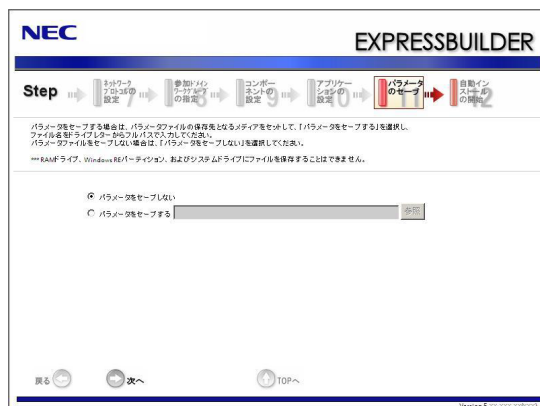 NEC
EXPRESSBUILDER
Step
ネットワーク
プロトコルの
設定 7
参加ドメイン
ワークグループ
の指定 8
コンポー
ネントの
設定 9
アプリケー
ションの
設定 10
パラメータ
のセーブ 11
自動イン
ストール
の開始 12
パラメータをセーブする場合は、パラメータファイルの保存先となるメディアをセットして、「パラメータをセーブする」を選択し、
ファイル名をドライブレターからフルパスで入力してください。
パラメータファイルをセーブしない場合は、「パラメータをセーブしない」を選択してください。
*** RAMドライブ、Windows REパーティション、およびシステムドライブにファイルを保存することはできません。
パラメータをセーブしない
パラメータをセーブする
参照
戻る
次へ
TOPへ
Version 5